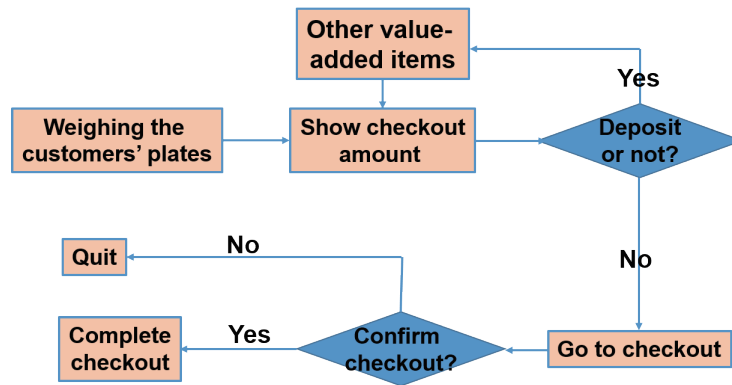 Other value-
added items
Yes
Weighing the
customers’ plates
Show checkout
amount
Deposit
or not?
No
Quit
No
Complete
checkout
Yes
Confirm
checkout?
Go to checkout